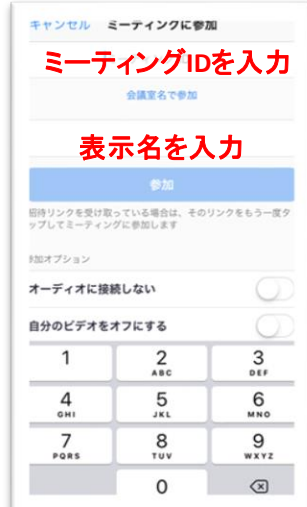 キャンセル ミーティングに参加
ミーティングIDを入力
会議室名で参加
表示名を入力
参加
招待リンクを受け取っている場合は、そのリンクをもう一度タ
ップしてミーティングに参加します
参加オプション
オーディオに接続しない
自分のビデオをオフにする
1 2 3
ABC DEF
4 5 6
GHI JKL MNO
7 8 9
PQRS TUV WXYZ
0